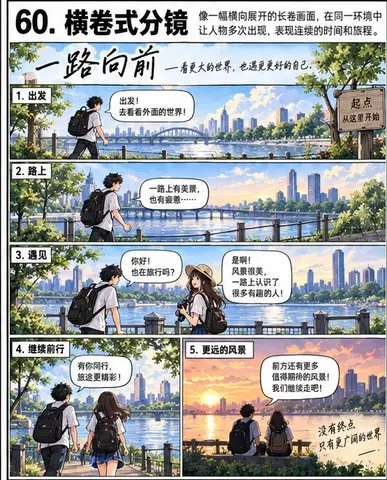 60. 横卷式分镜
像一幅横向展开的长卷画面，在同一环境中
让人物多次出现，表现连续的时间和旅程。
一路向前 —看更大的世界，也遇见更好的自己.
1. 出发
出发！
去看看外面的世界！
起点
从这里开始
2. 路上
一路上有美景，
也有疲惫……
3. 遇见
你好！
也在旅行吗？
是啊！
风景很美，
一路上认识了
很多有趣的人！
4. 继续前行
有你同行，
旅途更精彩！
5. 更远的风景
前方还有更多
值得期待的风景！
我们继续走吧！
没有终点
只有更广阔的世界